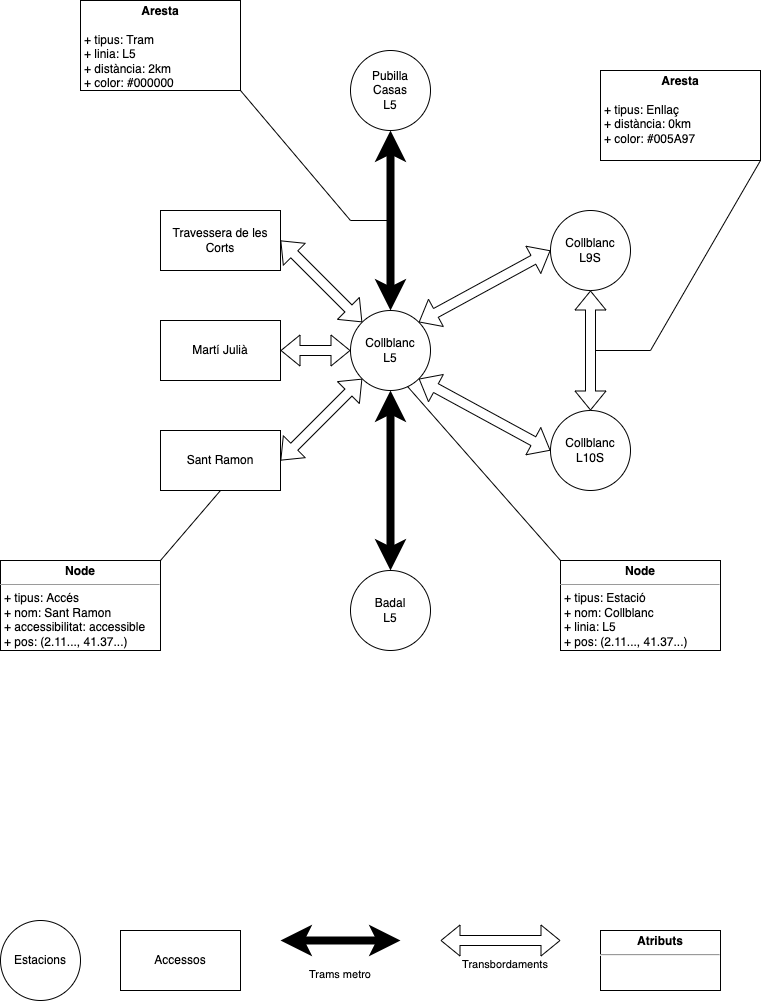 Aresta
+ tipus: Tram
+ linia: L5
+ distància: 2km
+ color: #000000
Pubilla
Casas
L5
Aresta
+ tipus: Enllaç
+ distància: 0km
+ color: #005A97
Travessera de les
Corts
Collblanc
L9S
Martí Julià
Collblanc
L5
Sant Ramon
Collblanc
L10S
Node
+ tipus: Accés
+ nom: Sant Ramon
+ accessibilitat: accessible
+ pos: (2.11..., 41.37...)
Badal
L5
Node
+ tipus: Estació
+ nom: Collblanc
+ linia: L5
+ pos: (2.11..., 41.37...)
Estacions
Accessos
Trams metro
Transbordaments
Atributs